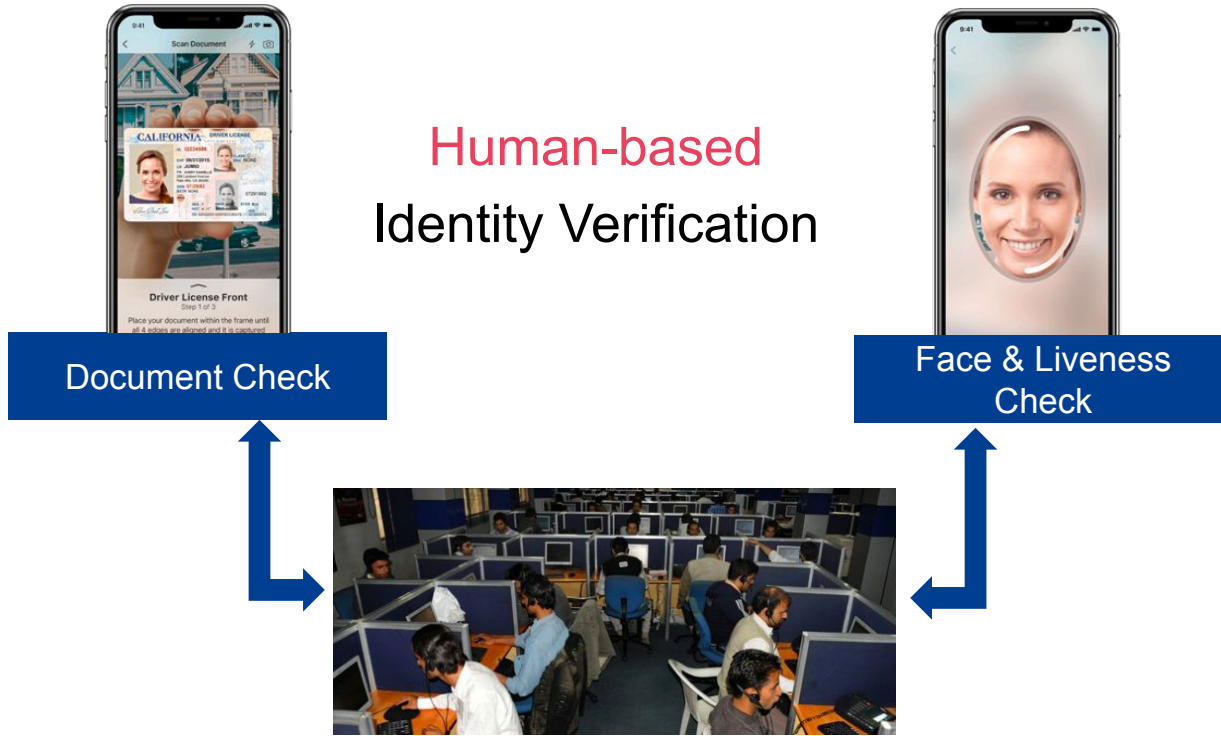 9:41
Scan Document
CALIFORNIA DRIVER LICENSE
Driver License Front
Step 1 of 3
Place your document within the frame until
all 4 edges are aligned and it is captured
Document Check
Human-based
Identity Verification
9:41
Face & Liveness
Check